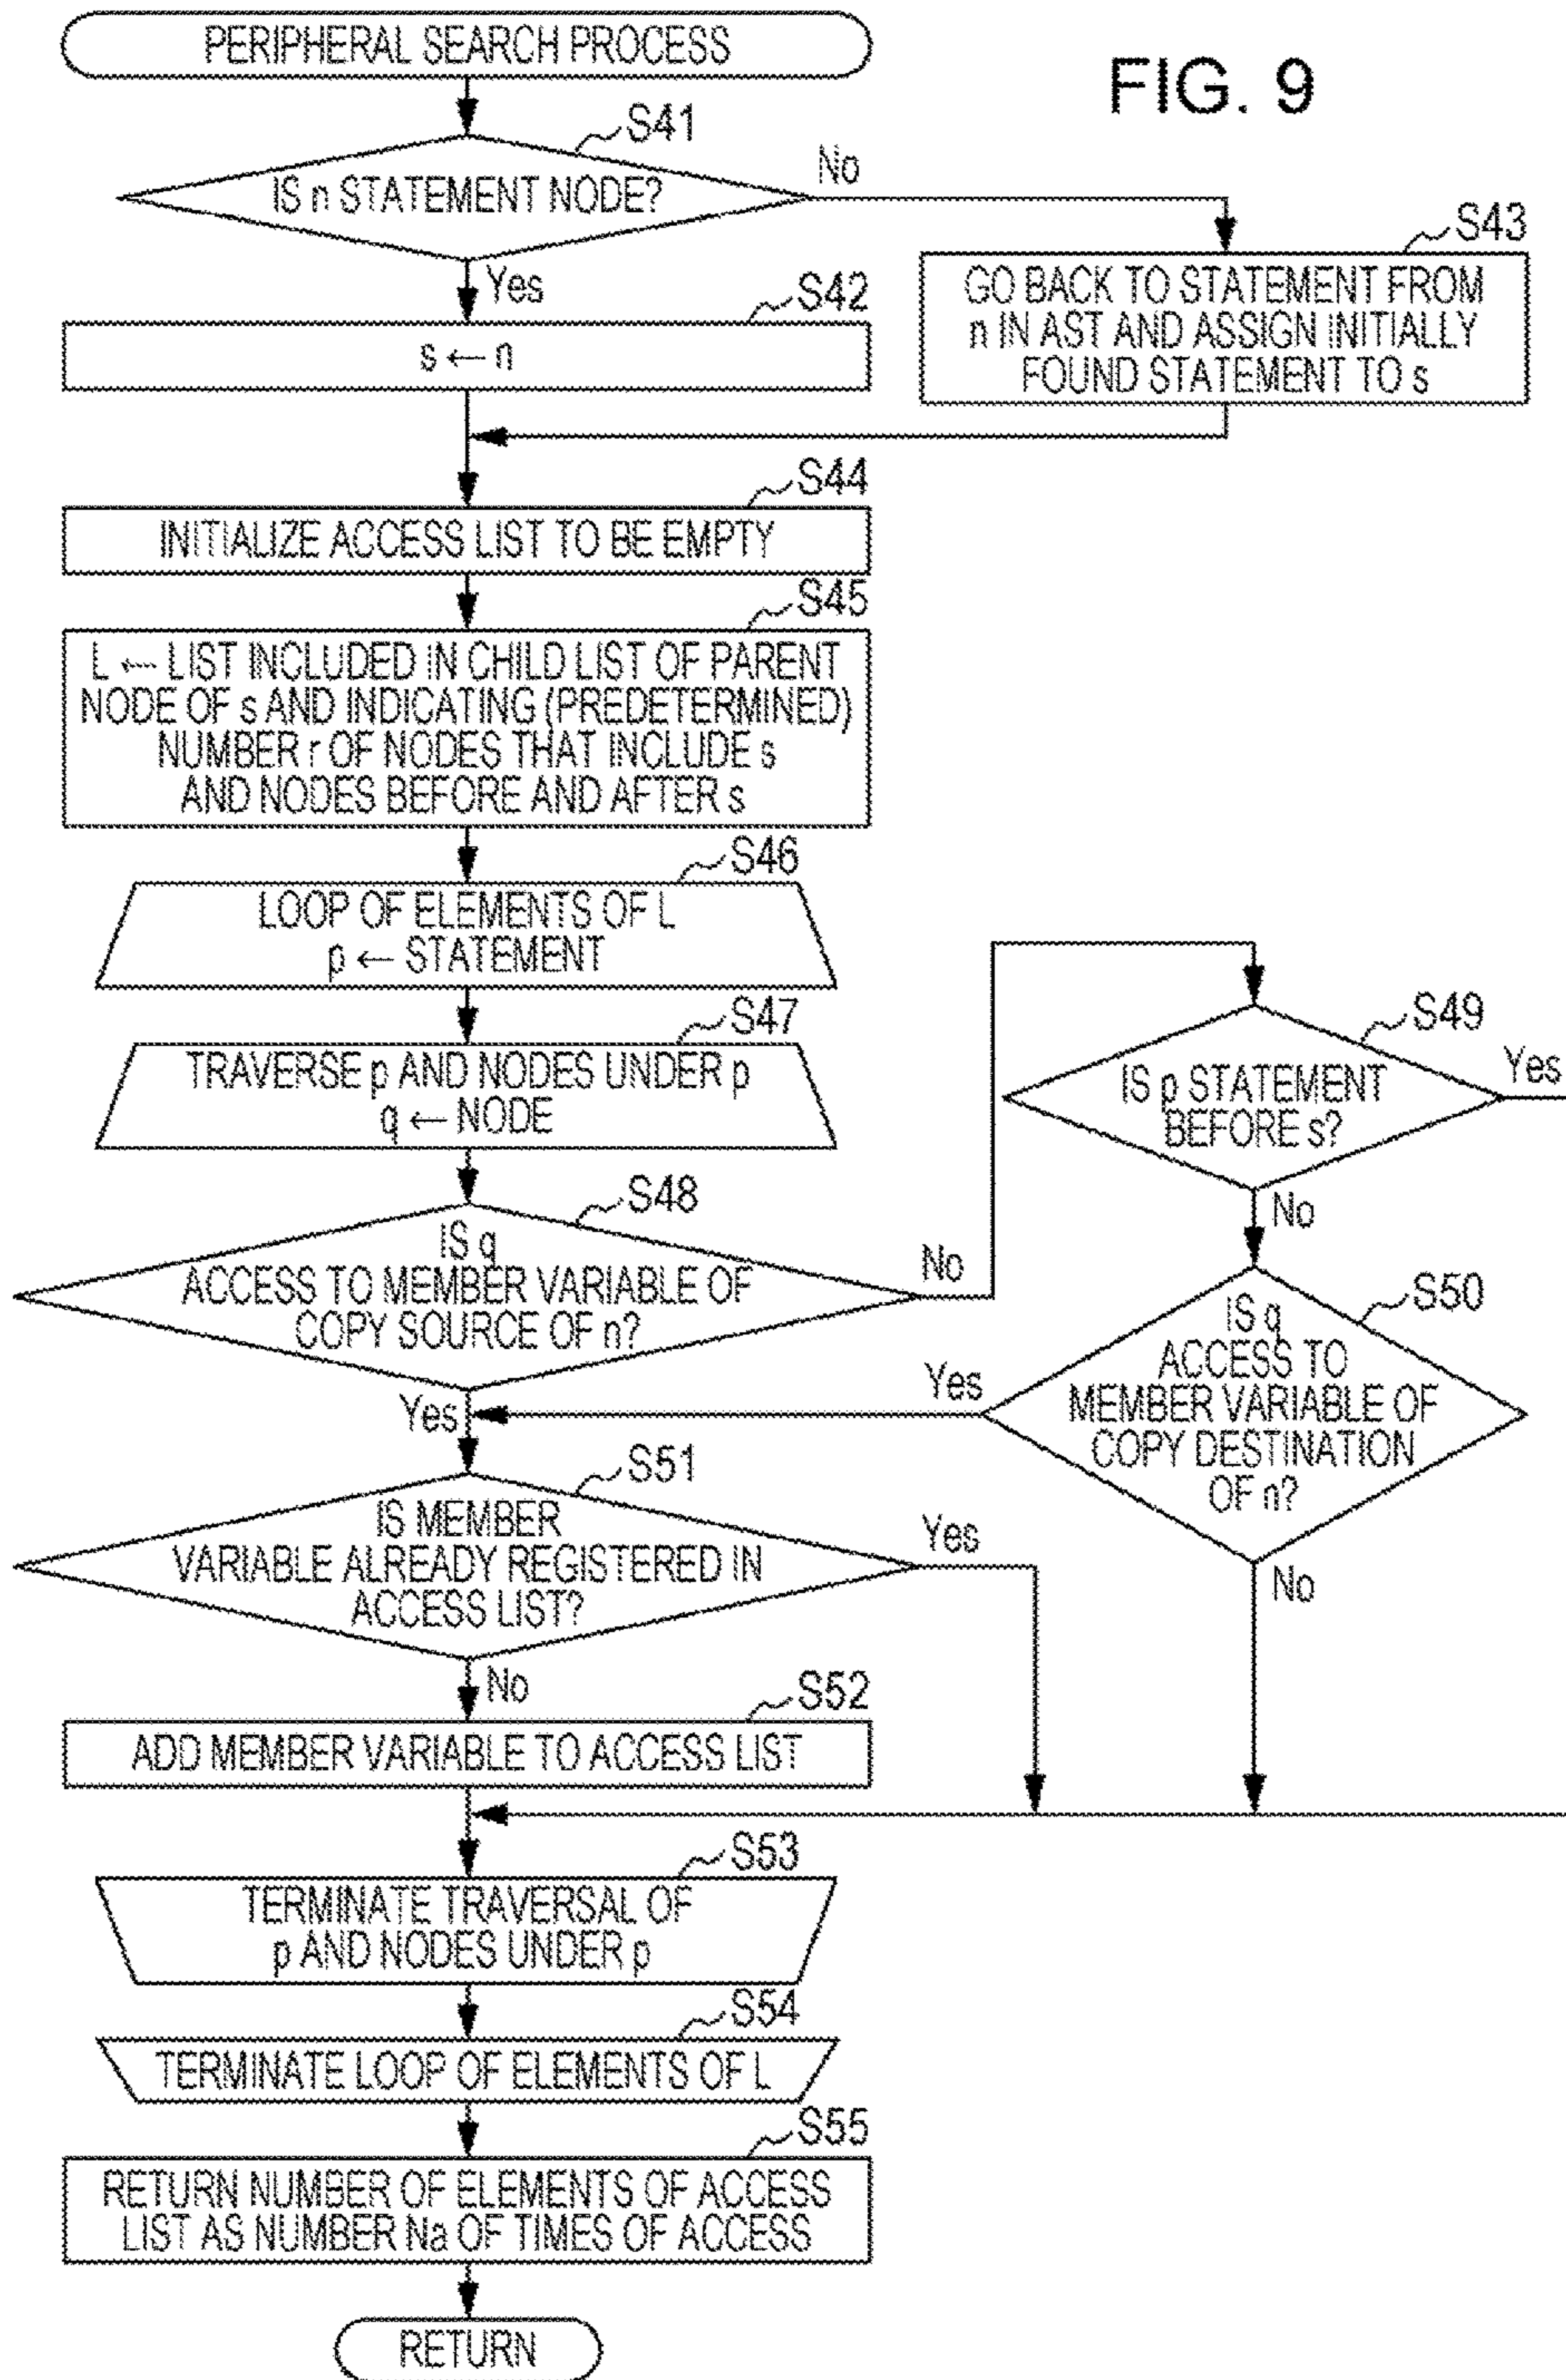 PERIPHERAL SEARCH PROCESS
FIG. 9
S41
IS n STATEMENT NODE?
No
Yes
S43
GO BACK TO STATEMENT FROM
n IN AST AND ASSIGN INITIALLY
FOUND STATEMENT TO s
S42
s ← n
S44
INITIALIZE ACCESS LIST TO BE EMPTY
S45
L ← LIST INCLUDED IN CHILD LIST OF PARENT
NODE OF s AND INDICATING (PREDETERMINED)
NUMBER r OF NODES THAT INCLUDE s
AND NODES BEFORE AND AFTER s
S46
LOOP OF ELEMENTS OF L
p ← STATEMENT
S47
TRAVERSE p AND NODES UNDER p
q ← NODE
S48
IS q
ACCESS TO MEMBER VARIABLE OF
COPY SOURCE OF n?
No
Yes
S49
IS p STATEMENT
BEFORE s?
Yes
No
S50
IS q
ACCESS TO
MEMBER VARIABLE OF
COPY DESTINATION
OF n?
Yes
No
S51
IS MEMBER
VARIABLE ALREADY REGISTERED IN
ACCESS LIST?
Yes
No
S52
ADD MEMBER VARIABLE TO ACCESS LIST
S53
TERMINATE TRAVERSAL OF
p AND NODES UNDER p
S54
TERMINATE LOOP OF ELEMENTS OF L
S55
RETURN NUMBER OF ELEMENTS OF ACCESS
LIST AS NUMBER Na OF TIMES OF ACCESS
RETURN